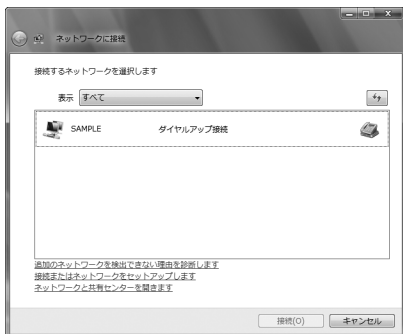 ネットワークに接続
接続するネットワークを選択します
表示 すべて
SAMPLE ダイヤルアップ接続
追加のネットワークを検出できない理由を診断します
接続またはネットワークをセットアップします
ネットワークと共有センターを開きます
接続(O) キャンセル